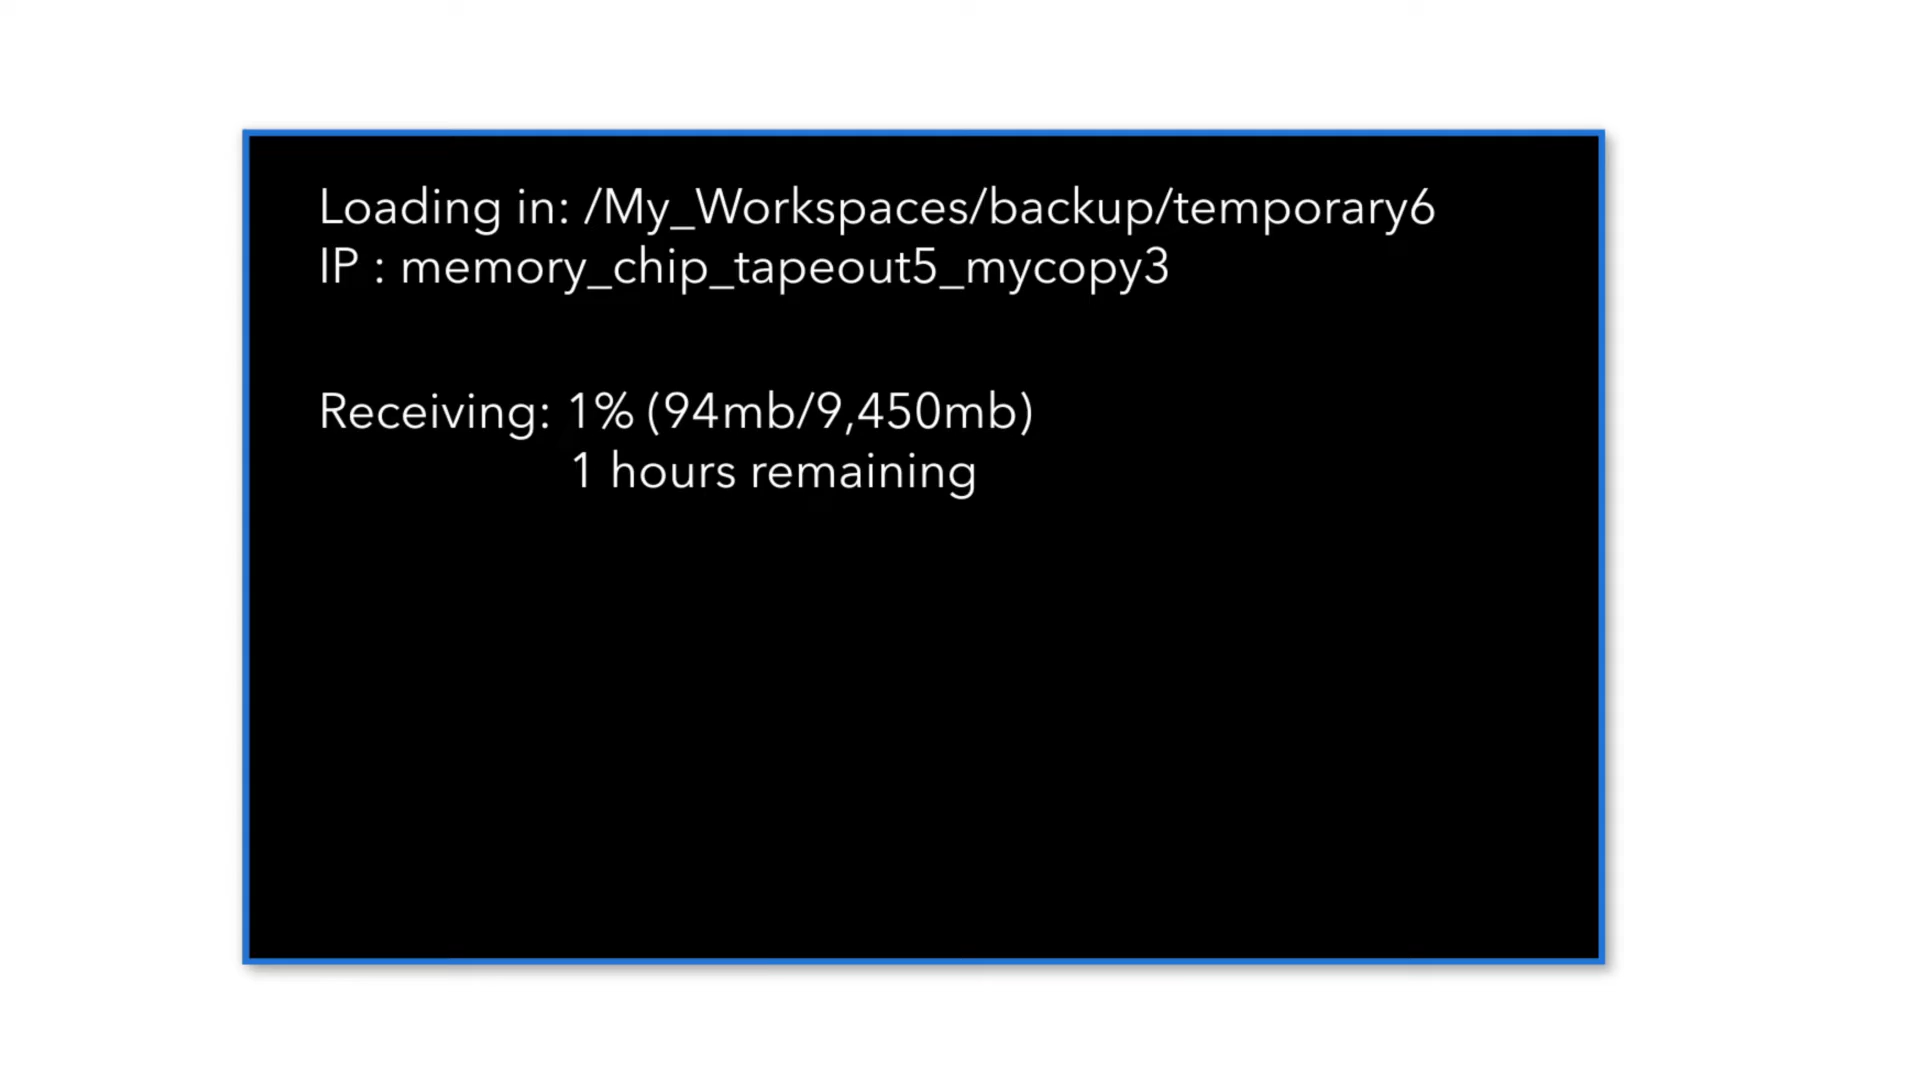 Loading in: /My_Workspaces/backup/temporary6
IP : memory_chip_tapeout5_mycopy3
Receiving: 1% (94mb/9,450mb)
1 hours remaining